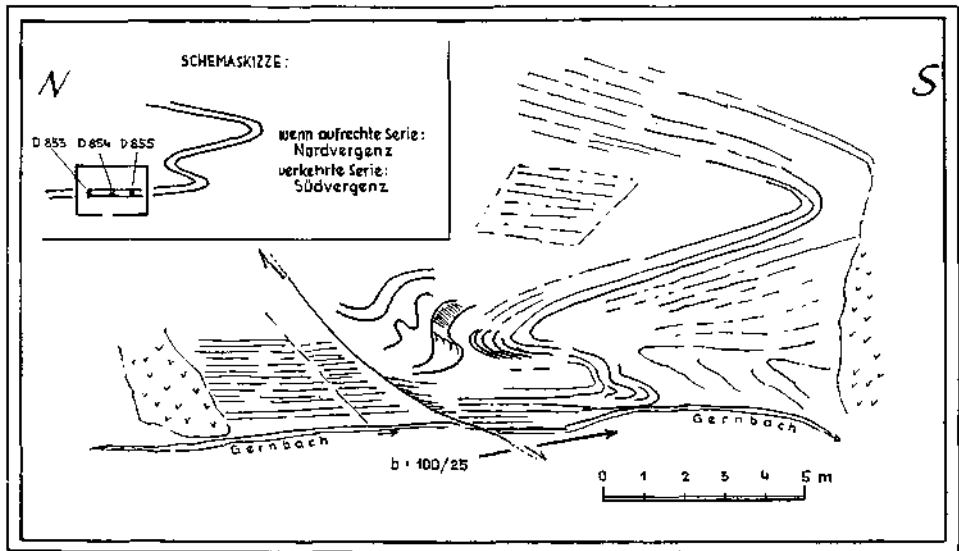 N
S
SCHEMASKIZZE:
D 853 D 854 D 855
wenn aufrechte Serie:
Nordvergenz
verkehrte Serie:
Südvergenz
Gernbach
Gernbach
b = 100/25
0 1 2 3 4 5 m